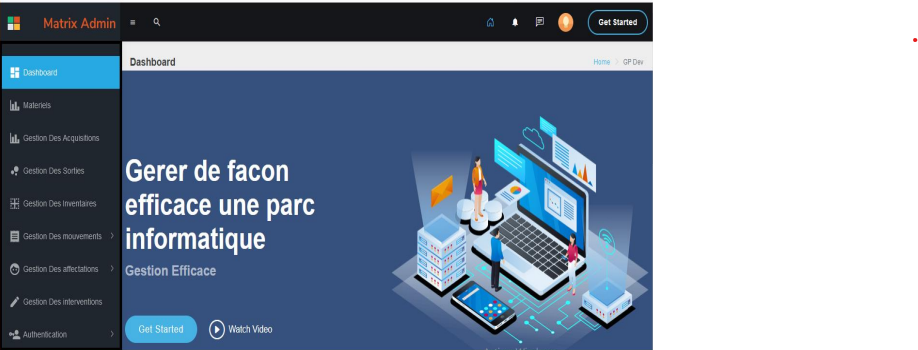 Matrix Admin
Get Started
Dashboard
Home > GP Dev
Dashboard
Materiels
Gestion Des Acquisitions
Gestion Des Sorties
Gestion Des Inventaires
Gestion Des mouvements >
Gestion Des affectations >
Gestion Des interventions
Authentication >
Gerer de facon
efficace une parc
informatique
Gestion Efficace
Get Started
Watch Video